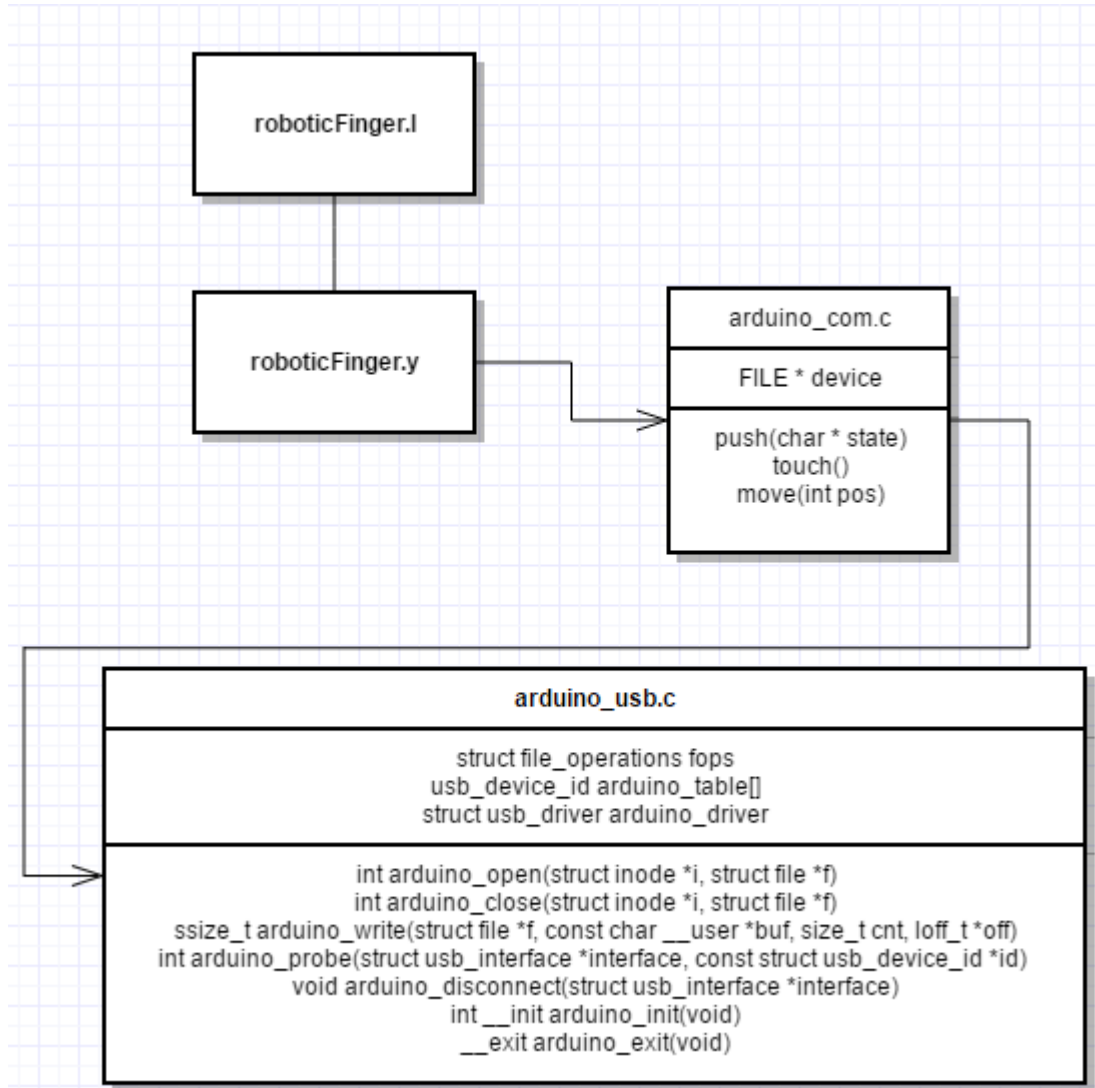 roboticFinger.l
roboticFinger.y
arduino_com.c
FILE * device
push(char * state)
touch()
move(int pos)
arduino_usb.c
struct file_operations fops
usb_device_id arduino_table[]
struct usb_driver arduino_driver
int arduino_open(struct inode *i, struct file *f)
int arduino_close(struct inode *i, struct file *f)
ssize_t arduino_write(struct file *f, const char __user *buf, size_t cnt, loff_t *off)
int arduino_probe(struct usb_interface *interface, const struct usb_device_id *id)
void arduino_disconnect(struct usb_interface *interface)
int __init arduino_init(void)
__exit arduino_exit(void)